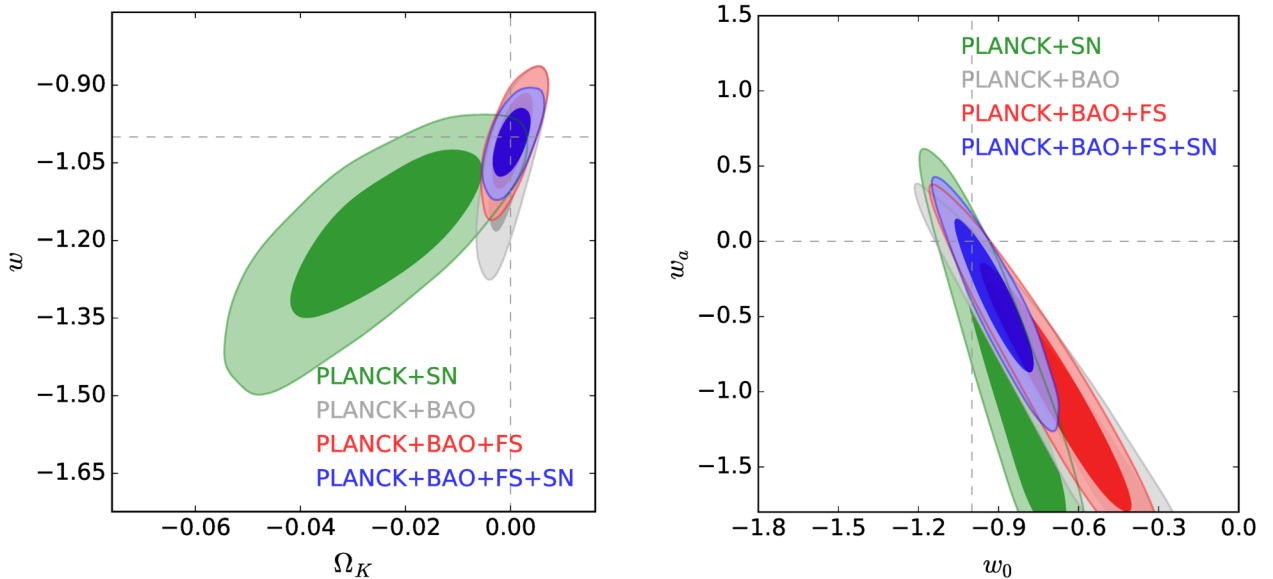 −0.90
−1.05
−1.20
−1.35
−1.50
−1.65
w
PLANCK+SN
PLANCK+BAO
PLANCK+BAO+FS
PLANCK+BAO+FS+SN
−0.06 −0.04 −0.02 0.00
Ω_K
1.5
1.0
0.5
0.0
−0.5
−1.0
−1.5
w_a
PLANCK+SN
PLANCK+BAO
PLANCK+BAO+FS
PLANCK+BAO+FS+SN
−1.8 −1.5 −1.2 −0.9 −0.6 −0.3 0.0
w_0